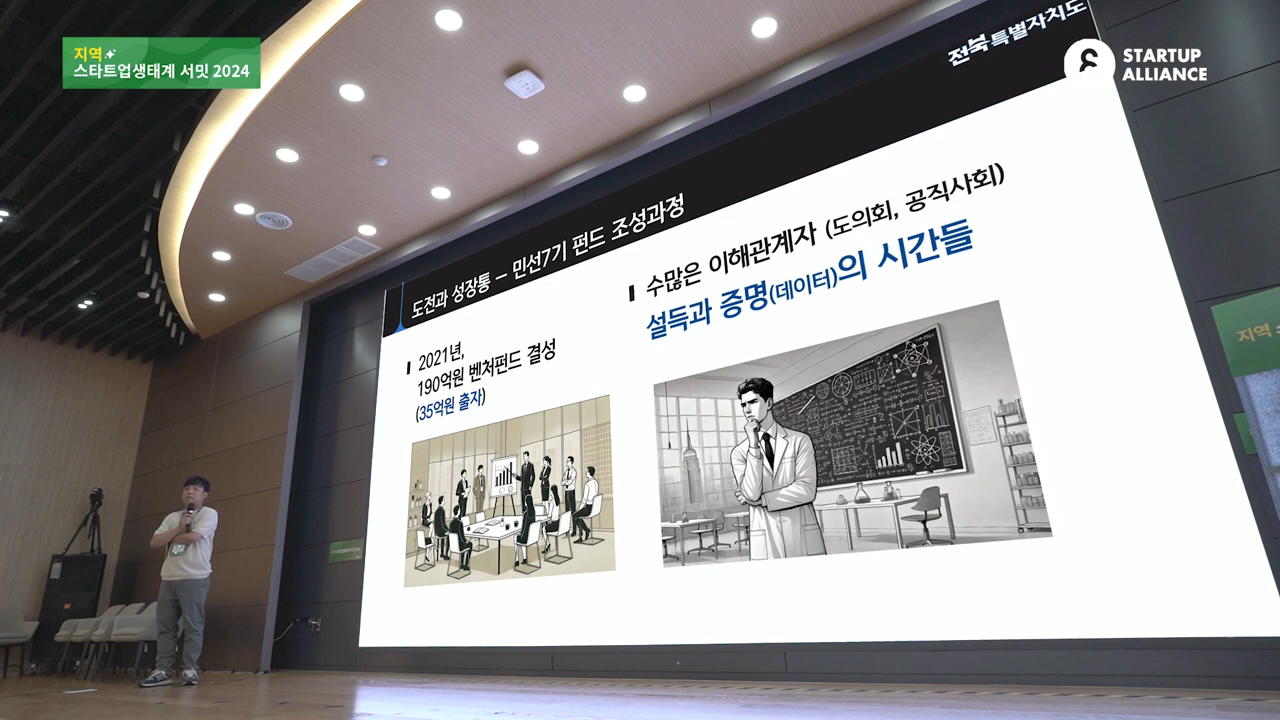 지역
스타트업생태계 서밋 2024
STARTUP
ALLIANCE
전북특별자치도
도전과 성장통 – 민선7기 펀드 조성과정
2021년,
190억원 벤처펀드 결성
(35억원 출자)
수많은 이해관계자 (도의회, 공직사회)
설득과 증명(데이터)의 시간들
지역